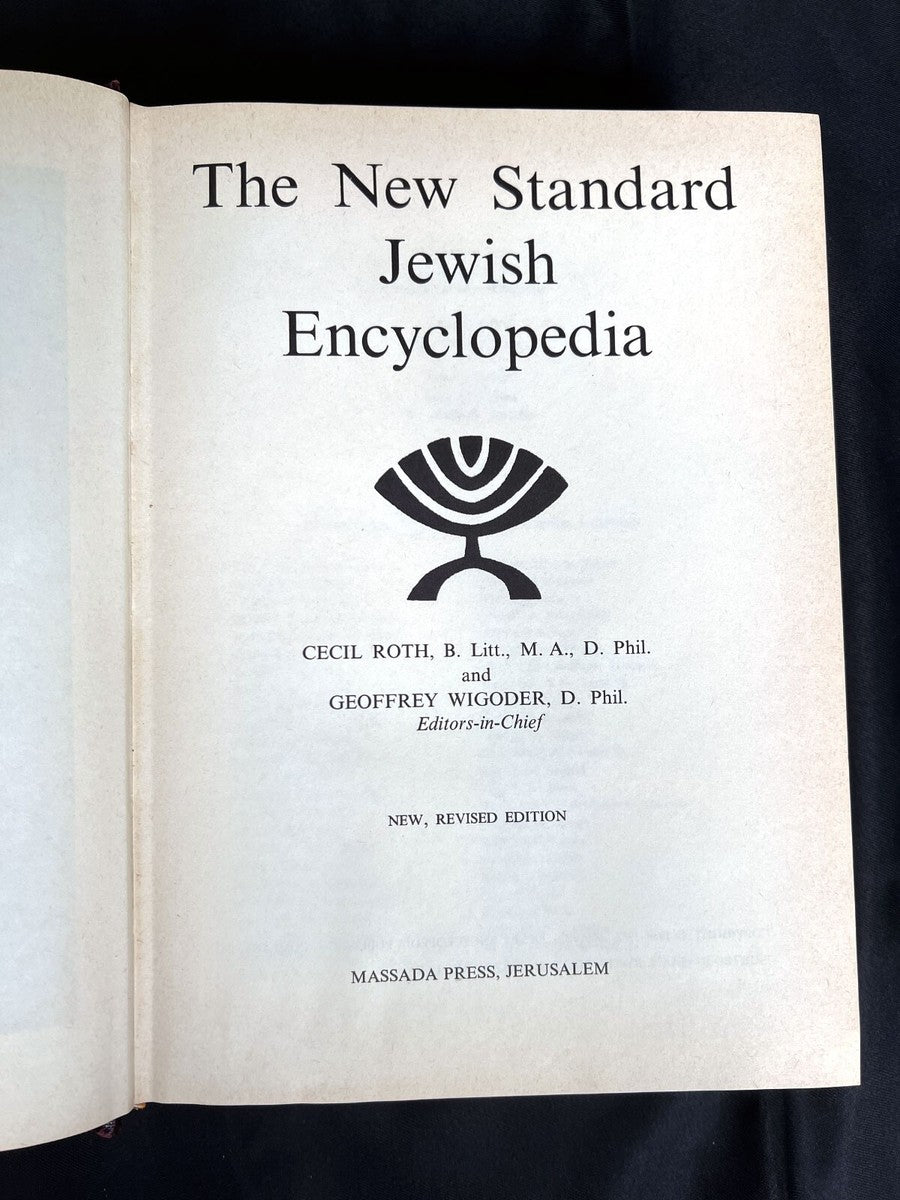 The New Standard
Jewish
Encyclopedia
CECIL ROTH, B. Litt., M. A., D. Phil.
and
GEOFFREY WIGODER, D. Phil.
Editors-in-Chief
NEW, REVISED EDITION
MASSADA PRESS, JERUSALEM